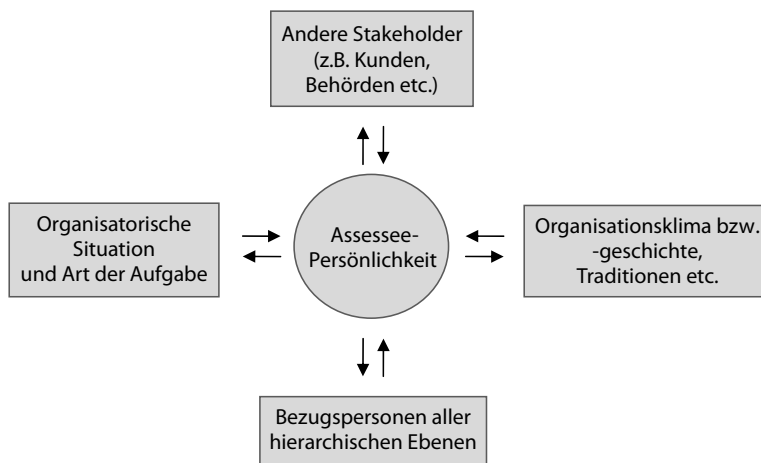 Andere Stakeholder
(z.B. Kunden,
Behörden etc.)
Organisatorische
Situation
und Art der Aufgabe
Assessee-
Persönlichkeit
Organisationsklima bzw.
-geschichte,
Traditionen etc.
Bezugspersonen aller
hierarchischen Ebenen